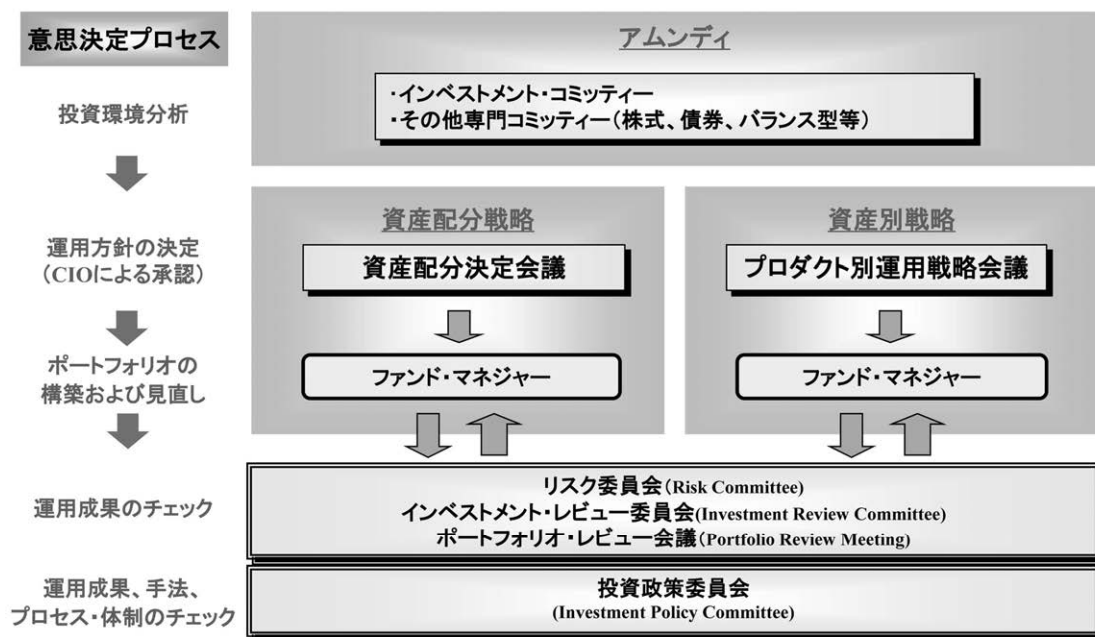 意思決定プロセス
アムンディ
投資環境分析
・インベストメント・コミッティー
・その他専門コミッティー（株式、債券、バランス型等）
資産配分戦略
資産別戦略
運用方針の決定
（CIOによる承認）
資産配分決定会議
プロダクト別運用戦略会議
ポートフォリオの
構築および見直し
ファンド・マネジャー
ファンド・マネジャー
運用成果のチェック
リスク委員会（Risk Committee）
インベストメント・レビュー委員会(Investment Review Committee)
ポートフォリオ・レビュー会議（Portfolio Review Meeting)
運用成果、手法、
プロセス・体制のチェック
投資政策委員会
(Investment Policy Committee)